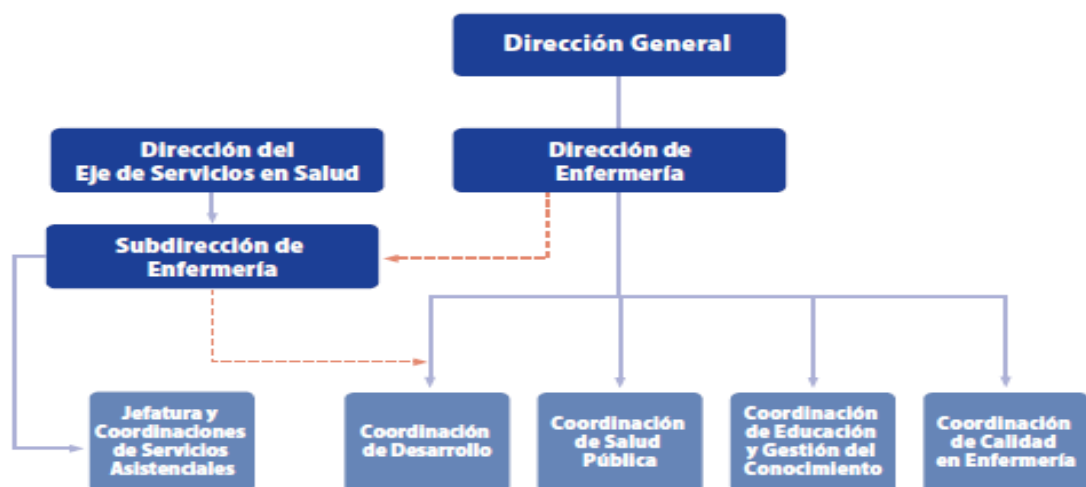 Dirección General
Dirección del
Eje de Servicios en Salud
Dirección de
Enfermería
Subdirección de
Enfermería
Jefatura y
Coordinaciones
de Servicios
Asistenciales
Coordinación
de Desarrollo
Coordinación
de Salud
Pública
Coordinación
de Educación
y Gestión del
Conocimiento
Coordinación
de Calidad
en Enfermería